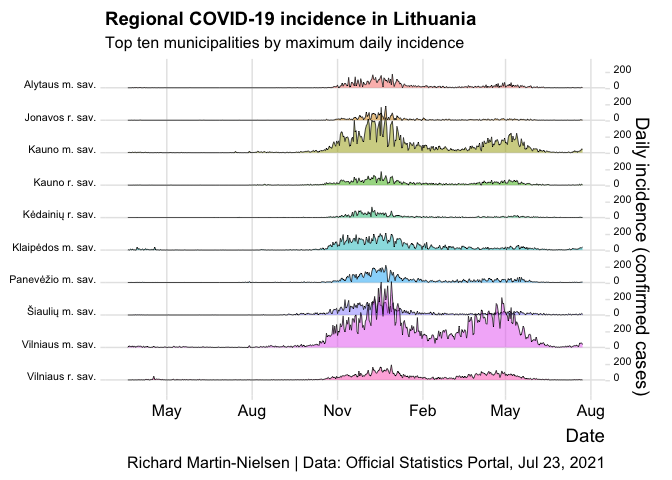 Regional COVID-19 incidence in Lithuania
Top ten municipalities by maximum daily incidence
Alytaus m. sav.
200
0
Jonavos r. sav.
200
0
Kauno m. sav.
200
0
Kauno r. sav.
200
0
Kėdainių r. sav.
200
0
Klaipėdos m. sav.
200
0
Panevėžio m. sav.
200
0
Šiaulių m. sav.
200
0
Vilniaus m. sav.
200
0
Vilniaus r. sav.
200
0
Daily incidence (confirmed cases)
May Aug Nov Feb May Aug
Date
Richard Martin-Nielsen | Data: Official Statistics Portal, Jul 23, 2021